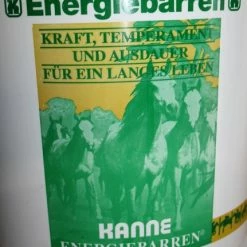 Energiebarren
KRAFT, TEMPERAMENT
UND AUSDAUER
FÜR EIN LANGES LEBEN
KANNE
ENERGIEBARREN®